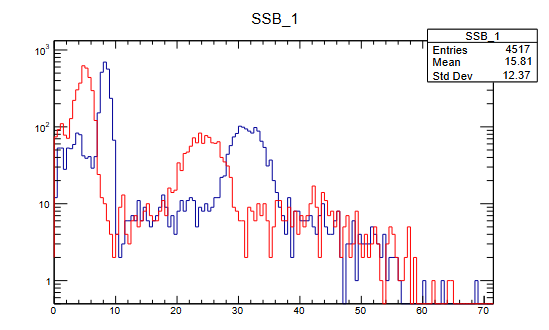 SSB_1
SSB_1
Entries 4517
Mean 15.81
Std Dev 12.37
10³
10²
10
1
0 10 20 30 40 50 60 70